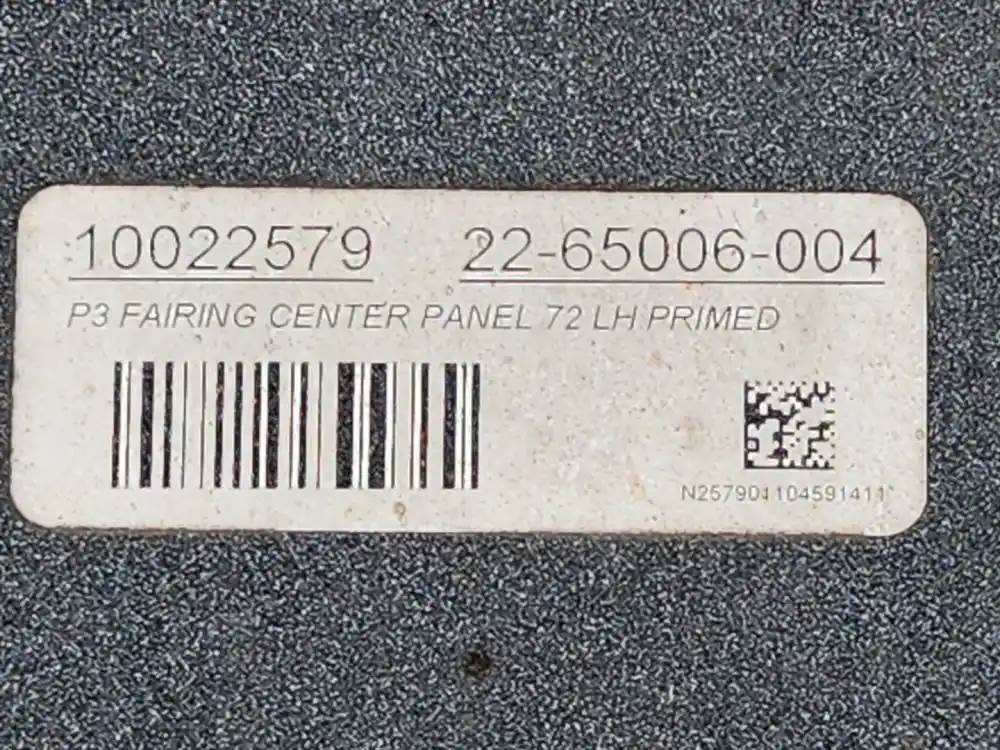 10022579 22-65006-004
P3 FAIRING CENTER PANEL 72 LH PRIMED
N257901104591411